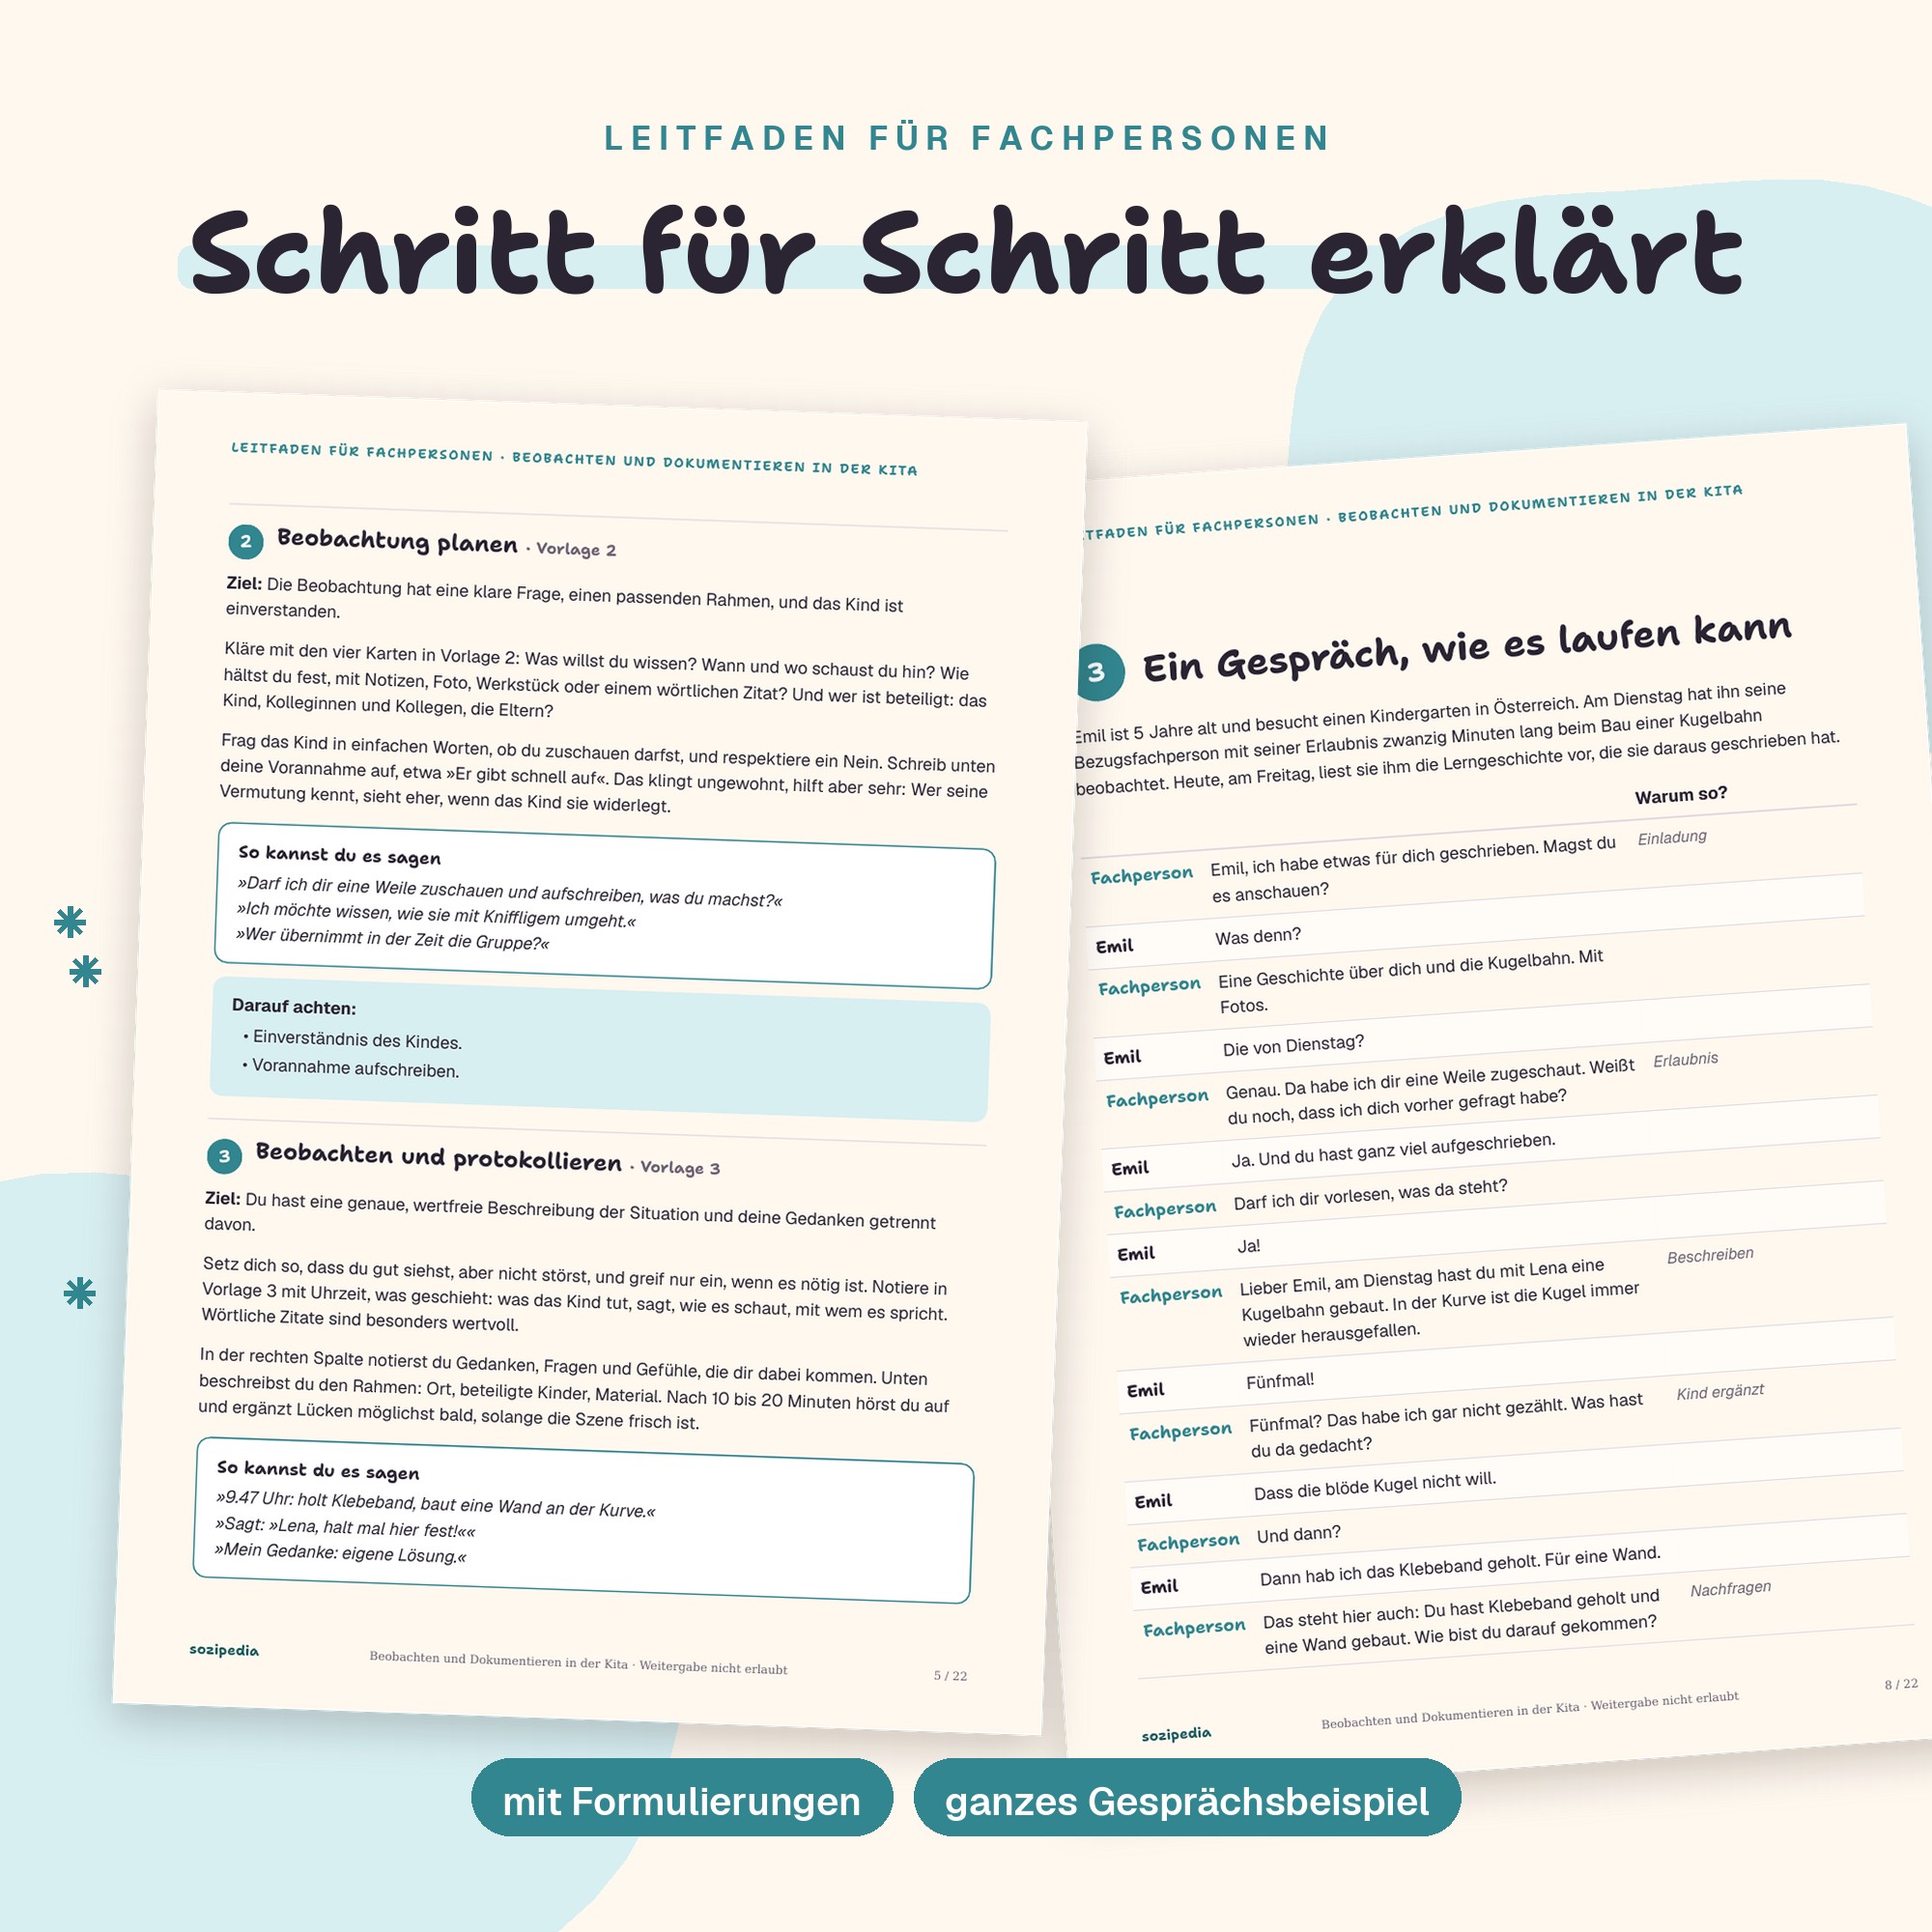 LEITFADEN FÜR FACHPERSONEN
Schritt für Schritt erklärt
LEITFADEN FÜR FACHPERSONEN · BEOBACHTEN UND DOKUMENTIEREN IN DER KITA
2 Beobachtung planen · Vorlage 2
Ziel: Die Beobachtung hat eine klare Frage, einen passenden Rahmen, und das Kind ist
einverstanden.
Kläre mit den vier Karten in Vorlage 2: Was willst du wissen? Wann und wo schaust du hin? Wie
hältst du fest, mit Notizen, Foto, Werkstück oder einem wörtlichen Zitat? Und wer ist beteiligt: das
Kind, Kolleginnen und Kollegen, die Eltern?
Frag das Kind in einfachen Worten, ob du zuschauen darfst, und respektiere ein Nein. Schreib unten
deine Vorannahme auf, etwa »Er gibt schnell auf«. Das klingt ungewohnt, hilft aber sehr: Wer seine
Vermutung kennt, sieht eher, wenn das Kind sie widerlegt.
So kannst du es sagen
»Darf ich dir eine Weile zuschauen und aufschreiben, was du machst?«
»Ich möchte wissen, wie sie mit Kniffligem umgeht.«
»Wer übernimmt in der Zeit die Gruppe?«
Darauf achten:
• Einverständnis des Kindes.
• Vorannahme aufschreiben.
3 Beobachten und protokollieren · Vorlage 3
Ziel: Du hast eine genaue, wertfreie Beschreibung der Situation und deine Gedanken getrennt
davon.
Setz dich so, dass du gut siehst, aber nicht störst, und greif nur ein, wenn es nötig ist. Notiere in
Vorlage 3 mit Uhrzeit, was geschieht: was das Kind tut, sagt, wie es schaut, mit wem es spricht.
Wörtliche Zitate sind besonders wertvoll.
In der rechten Spalte notierst du Gedanken, Fragen und Gefühle, die dir dabei kommen. Unten
beschreibst du den Rahmen: Ort, beteiligte Kinder, Material. Nach 10 bis 20 Minuten hörst du auf
und ergänzt Lücken möglichst bald, solange die Szene frisch ist.
So kannst du es sagen
»9.47 Uhr: holt Klebeband, baut eine Wand an der Kurve.«
»Sagt: »Lena, halt mal hier fest!««
»Mein Gedanke: eigene Lösung.«
sozipedia Beobachten und Dokumentieren in der Kita · Weitergabe nicht erlaubt 5 / 22
TFADEN FÜR FACHPERSONEN · BEOBACHTEN UND DOKUMENTIEREN IN DER KITA
3 Ein Gespräch, wie es laufen kann
Emil ist 5 Jahre alt und besucht einen Kindergarten in Österreich. Am Dienstag hat ihn seine
Bezugsfachperson mit seiner Erlaubnis zwanzig Minuten lang beim Bau einer Kugelbahn
beobachtet. Heute, am Freitag, liest sie ihm die Lerngeschichte vor, die sie daraus geschrieben hat.
Warum so?
Fachperson Emil, ich habe etwas für dich geschrieben. Magst du Einladung
es anschauen?
Emil Was denn?
Fachperson Eine Geschichte über dich und die Kugelbahn. Mit
Fotos.
Emil Die von Dienstag?
Fachperson Genau. Da habe ich dir eine Weile zugeschaut. Weißt Erlaubnis
du noch, dass ich dich vorher gefragt habe?
Emil Ja. Und du hast ganz viel aufgeschrieben.
Fachperson Darf ich dir vorlesen, was da steht?
Emil Ja!
Fachperson Lieber Emil, am Dienstag hast du mit Lena eine Beschreiben
Kugelbahn gebaut. In der Kurve ist die Kugel immer
wieder herausgefallen.
Emil Fünfmal!
Fachperson Fünfmal? Das habe ich gar nicht gezählt. Was hast Kind ergänzt
du da gedacht?
Emil Dass die blöde Kugel nicht will.
Fachperson Und dann?
Emil Dann hab ich das Klebeband geholt. Für eine Wand.
Fachperson Das steht hier auch: Du hast Klebeband geholt und Nachfragen
eine Wand gebaut. Wie bist du darauf gekommen?
sozipedia Beobachten und Dokumentieren in der Kita · Weitergabe nicht erlaubt 8 / 22
mit Formulierungen
ganzes Gesprächsbeispiel